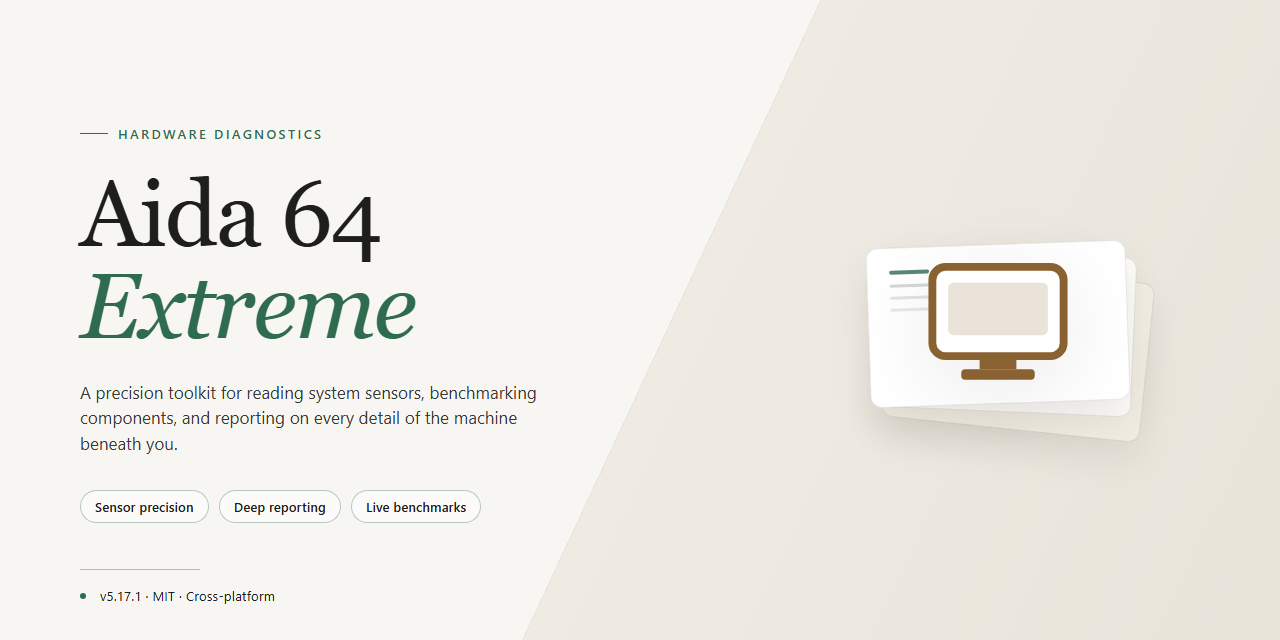 HARDWARE DIAGNOSTICS
Aida 64
Extreme
A precision toolkit for reading system sensors, benchmarking
components, and reporting on every detail of the machine
beneath you.
Sensor precision
Deep reporting
Live benchmarks
v5.17.1 · MIT · Cross-platform